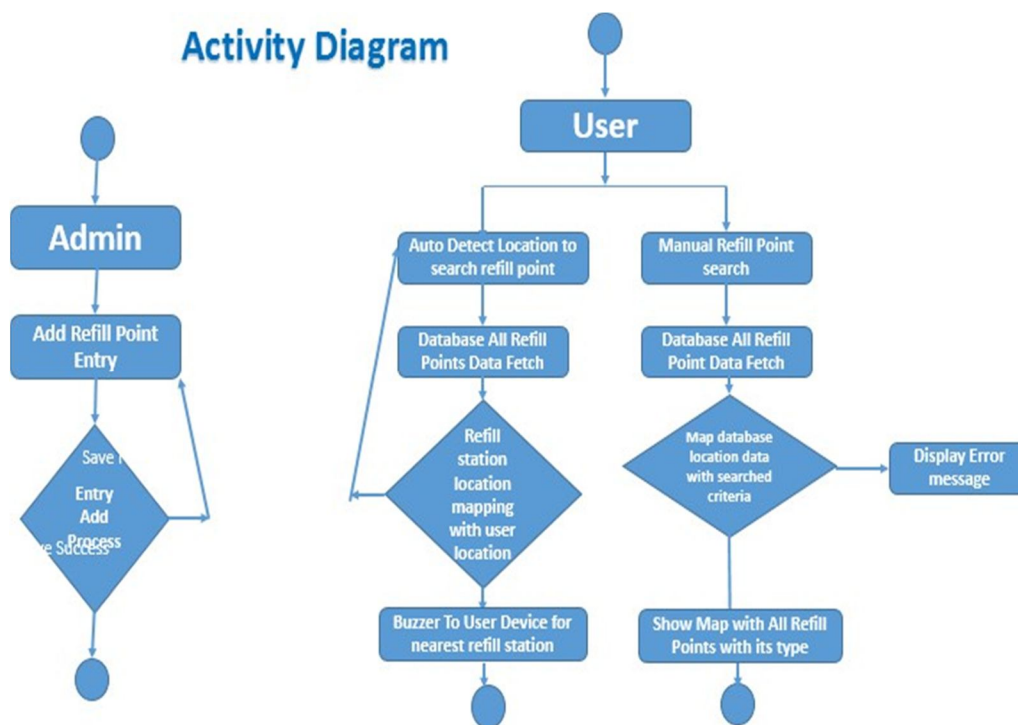 Activity Diagram
User
Admin
Auto Detect Location to
search refill point
Manual Refill Point
search
Add Refill Point
Entry
Database All Refill
Points Data Fetch
Database All Refill
Point Data Fetch
Save
Entry
Add
Process
Success
Refill
station
location
mapping
with user
location
Map database
location data
with searched
criteria
Display Error
message
Buzzer To User Device for
nearest refill station
Show Map with All Refill
Points with its type